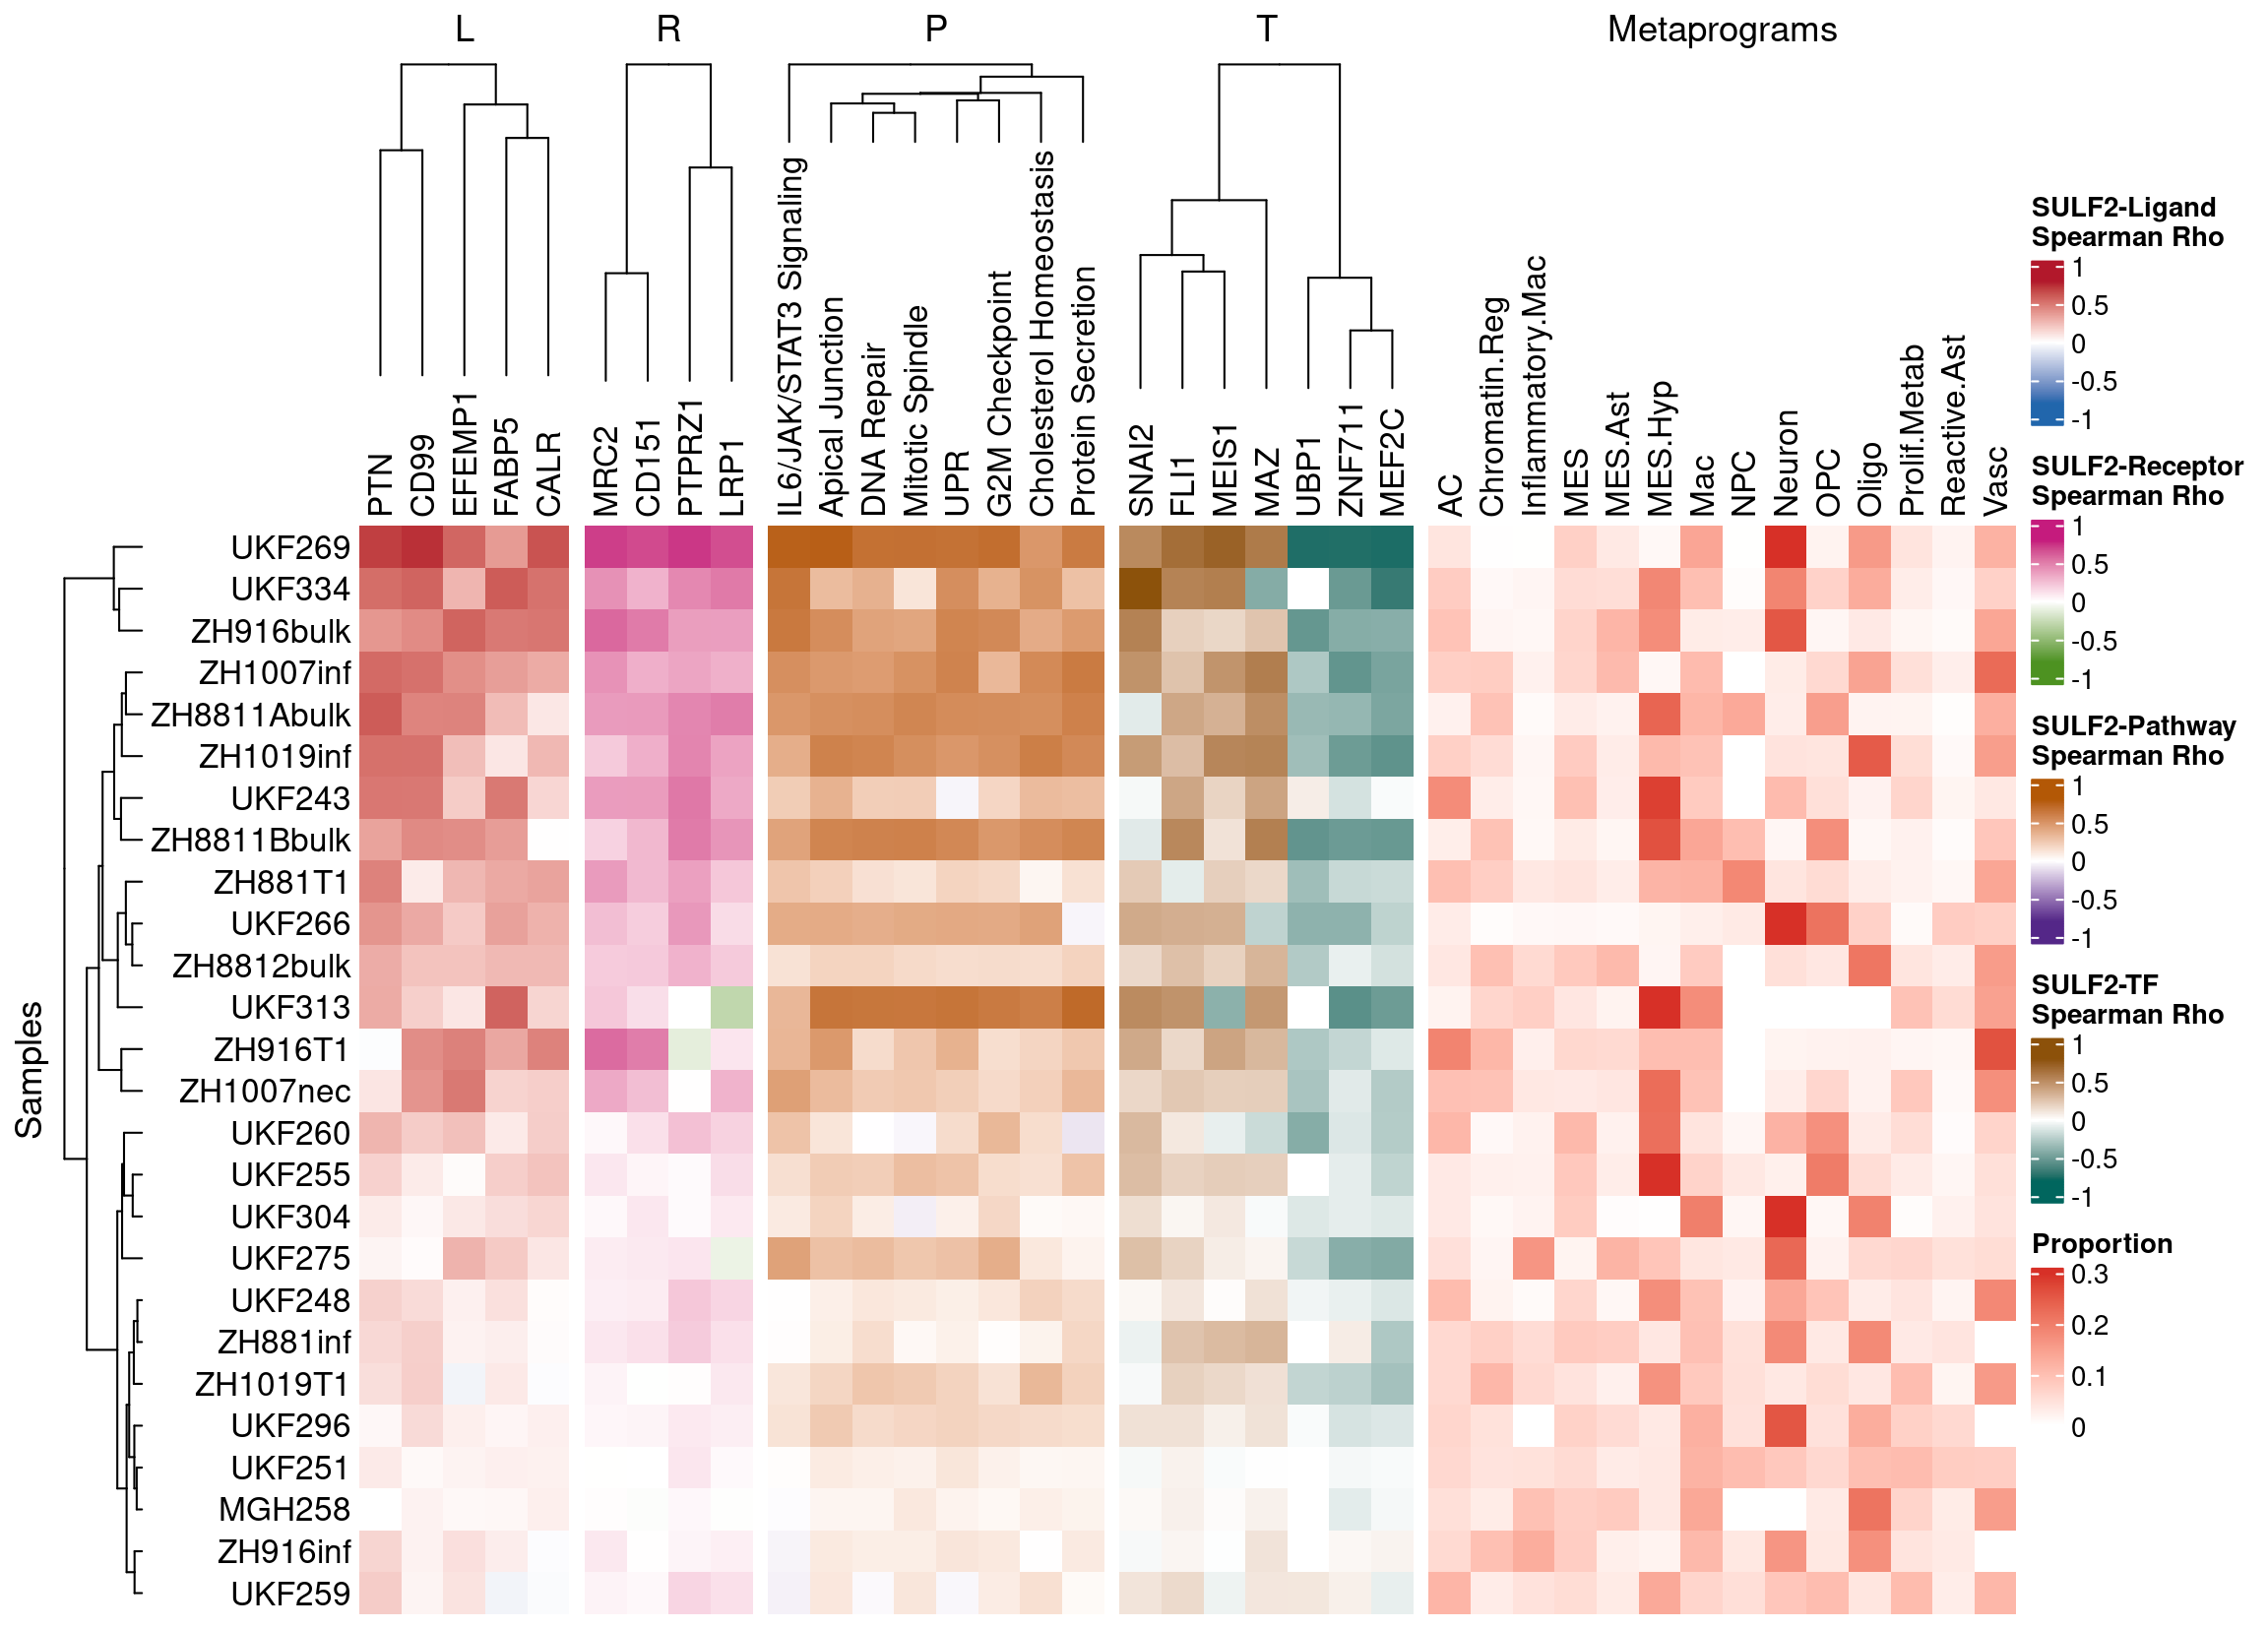 L R P T Metaprograms
PTN
CD99
EFEMP1
FABP5
CALR
MRC2
CD151
PTPRZ1
LRP1
IL6/JAK/STAT3 Signaling
Apical Junction
DNA Repair
Mitotic Spindle
UPR
G2M Checkpoint
Cholesterol Homeostasis
Protein Secretion
SNAI2
FLI1
MEIS1
MAZ
UBP1
ZNF711
MEF2C
AC
Chromatin.Reg
Inflammatory.Mac
MES
MES.Ast
MES.Hyp
Mac
NPC
Neuron
OPC
Oligo
Prolif.Metab
Reactive.Ast
Vasc
Samples
UKF269
UKF334
ZH916bulk
ZH1007inf
ZH8811Abulk
ZH1019inf
UKF243
ZH8811Bbulk
ZH881T1
UKF266
ZH8812bulk
UKF313
ZH916T1
ZH1007nec
UKF260
UKF255
UKF304
UKF275
UKF248
ZH881inf
ZH1019T1
UKF296
UKF251
MGH258
ZH916inf
UKF259
SULF2-Ligand
Spearman Rho
1
0.5
0
-0.5
-1
SULF2-Receptor
Spearman Rho
1
0.5
0
-0.5
-1
SULF2-Pathway
Spearman Rho
1
0.5
0
-0.5
-1
SULF2-TF
Spearman Rho
1
0.5
0
-0.5
-1
Proportion
0.3
0.2
0.1
0